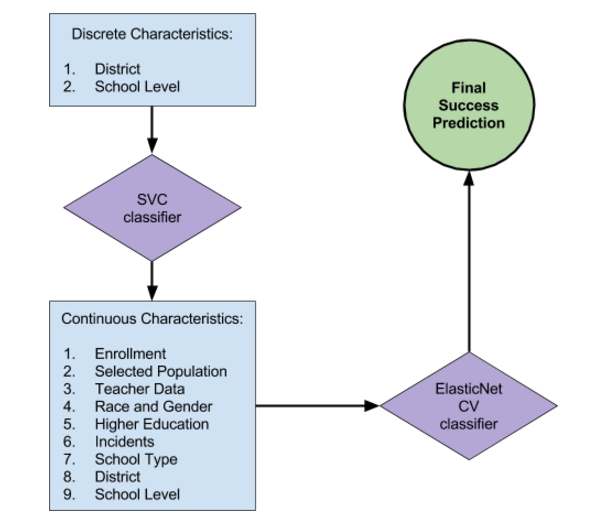 Discrete Characteristics:
1. District
2. School Level
SVC
classifier
Continuous Characteristics:
1. Enrollment
2. Selected Population
3. Teacher Data
4. Race and Gender
5. Higher Education
6. Incidents
7. School Type
8. District
9. School Level
ElasticNet
CV
classifier
Final
Success
Prediction